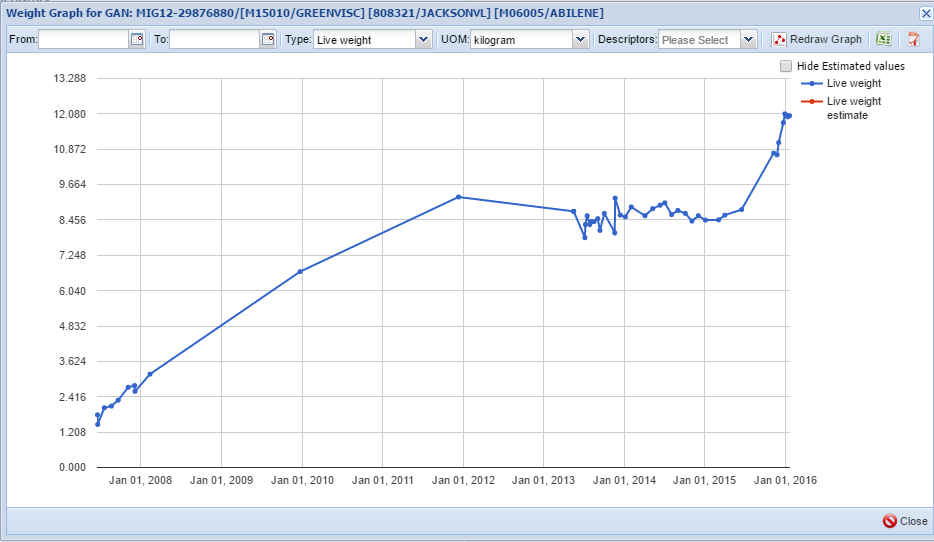 Weight Graph for GAN: MIG12-29876880/[M15010/GREENVISC] [808321/JACKSONVL] [M06005/ABILENE]
From: To: Type: Live weight UOM: kilogram Descriptors: Please Select Redraw Graph
Hide Estimated values
Live weight
Live weight
estimate
13.288
12.080
10.872
9.664
8.456
7.248
6.040
4.832
3.624
2.416
1.208
0.000
Jan 01, 2008 Jan 01, 2009 Jan 01, 2010 Jan 01, 2011 Jan 01, 2012 Jan 01, 2013 Jan 01, 2014 Jan 01, 2015 Jan 01, 2016
Close